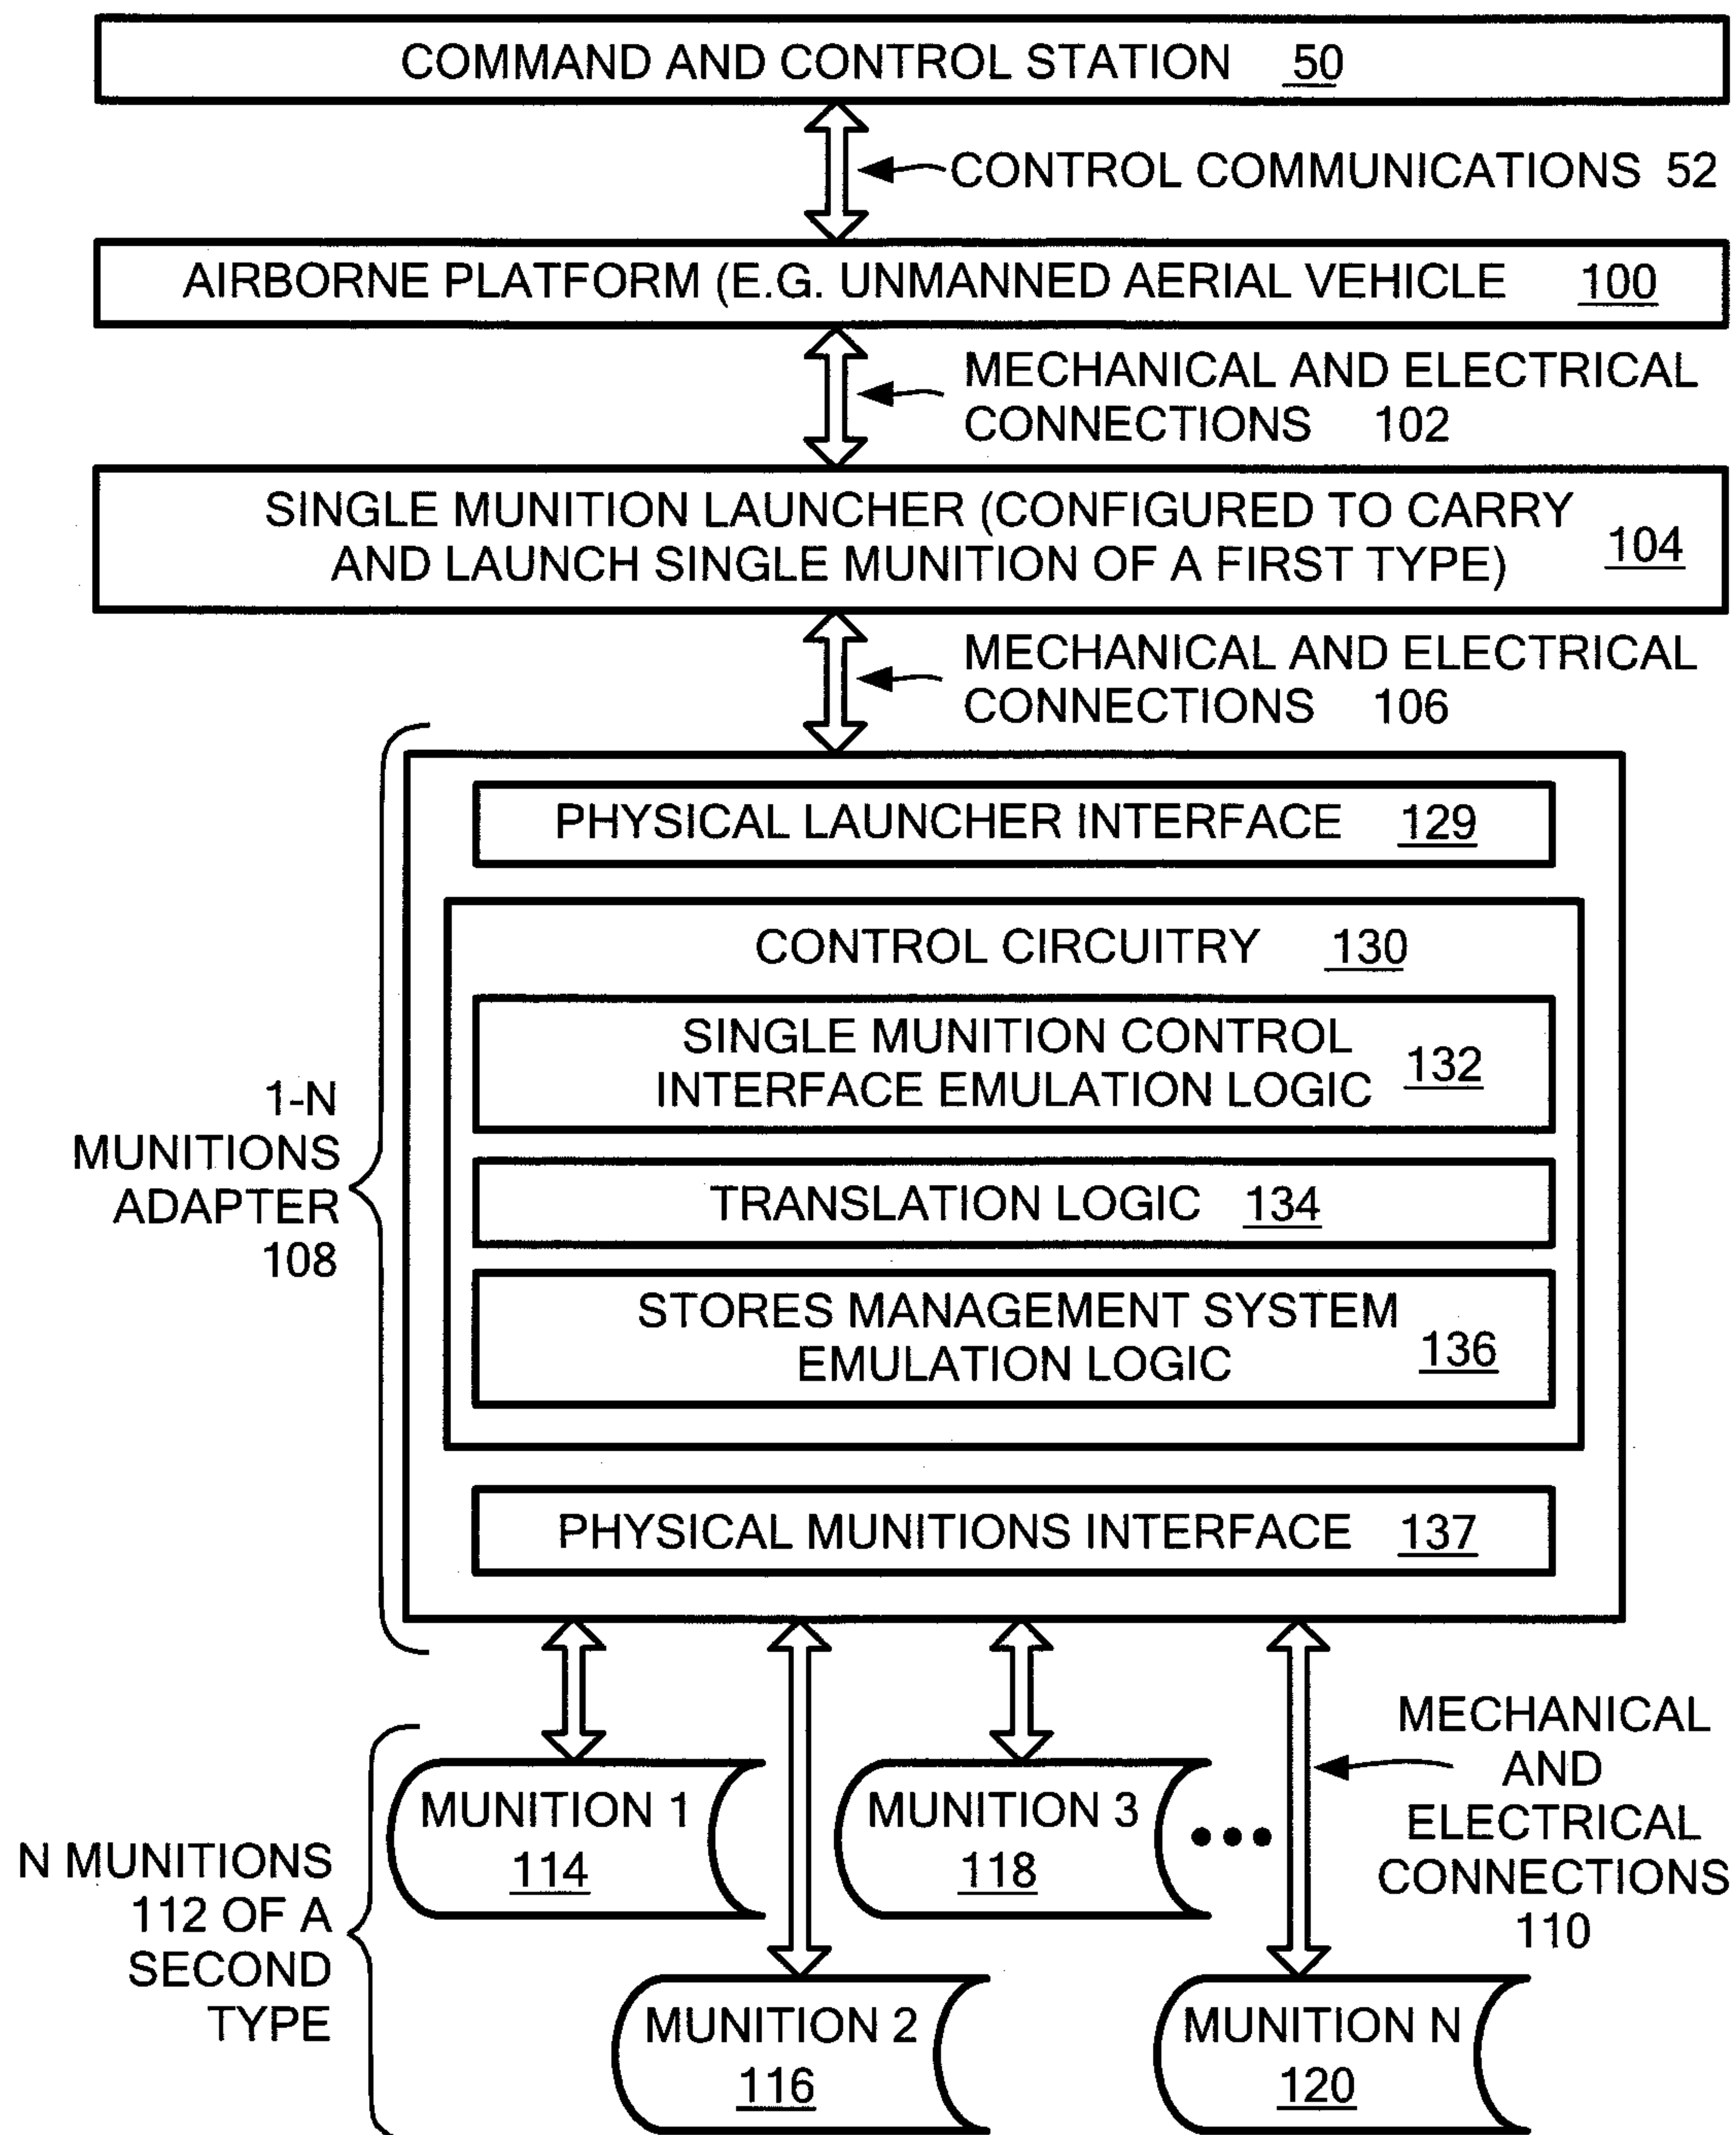 COMMAND AND CONTROL STATION 50
CONTROL COMMUNICATIONS 52
AIRBORNE PLATFORM (E.G. UNMANNED AERIAL VEHICLE 100
MECHANICAL AND ELECTRICAL
CONNECTIONS 102
SINGLE MUNITION LAUNCHER (CONFIGURED TO CARRY
AND LAUNCH SINGLE MUNITION OF A FIRST TYPE) 104
MECHANICAL AND ELECTRICAL
CONNECTIONS 106
1-N
MUNITIONS
ADAPTER
108
PHYSICAL LAUNCHER INTERFACE 129
CONTROL CIRCUITRY 130
SINGLE MUNITION CONTROL
INTERFACE EMULATION LOGIC 132
TRANSLATION LOGIC 134
STORES MANAGEMENT SYSTEM
EMULATION LOGIC 136
PHYSICAL MUNITIONS INTERFACE 137
MECHANICAL
AND
ELECTRICAL
CONNECTIONS
110
N MUNITIONS
112 OF A
SECOND
TYPE
MUNITION 1
114
MUNITION 3
118
MUNITION 2
116
MUNITION N
120